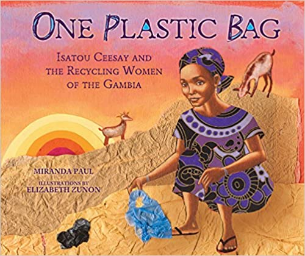 ONE PLASTIC BAG
ISATOU CEESAY AND
THE RECYCLING WOMEN
OF THE GAMBIA
MIRANDA PAUL
ILLUSTRATIONS BY
ELIZABETH ZUNON